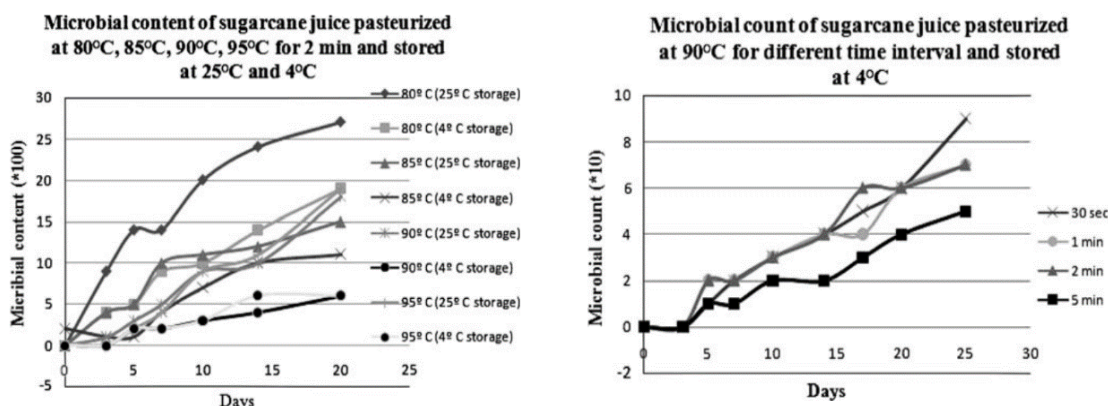 Microbial content of sugarcane juice pasteurized
at 80ºC, 85ºC, 90ºC, 95ºC for 2 min and stored
at 25ºC and 4ºC
30
25
20
15
10
5
0
-5
0
5
10
15
20
25
Micribial content (*100)
Days
80º C (25º C storage)
80º C (4º C storage)
85º C (25º C storage)
85º C (4º C storage)
90º C (25º C storage)
90º C (4º C storage)
95º C (25º C storage)
95º C (4º C storage)
Microbial count of sugarcane juice pasteurized
at 90ºC for different time interval and stored
at 4ºC
10
8
6
4
2
0
-2
0
5
10
15
20
25
30
Microbial count (*10)
Days
30 sec
1 min
2 min
5 min